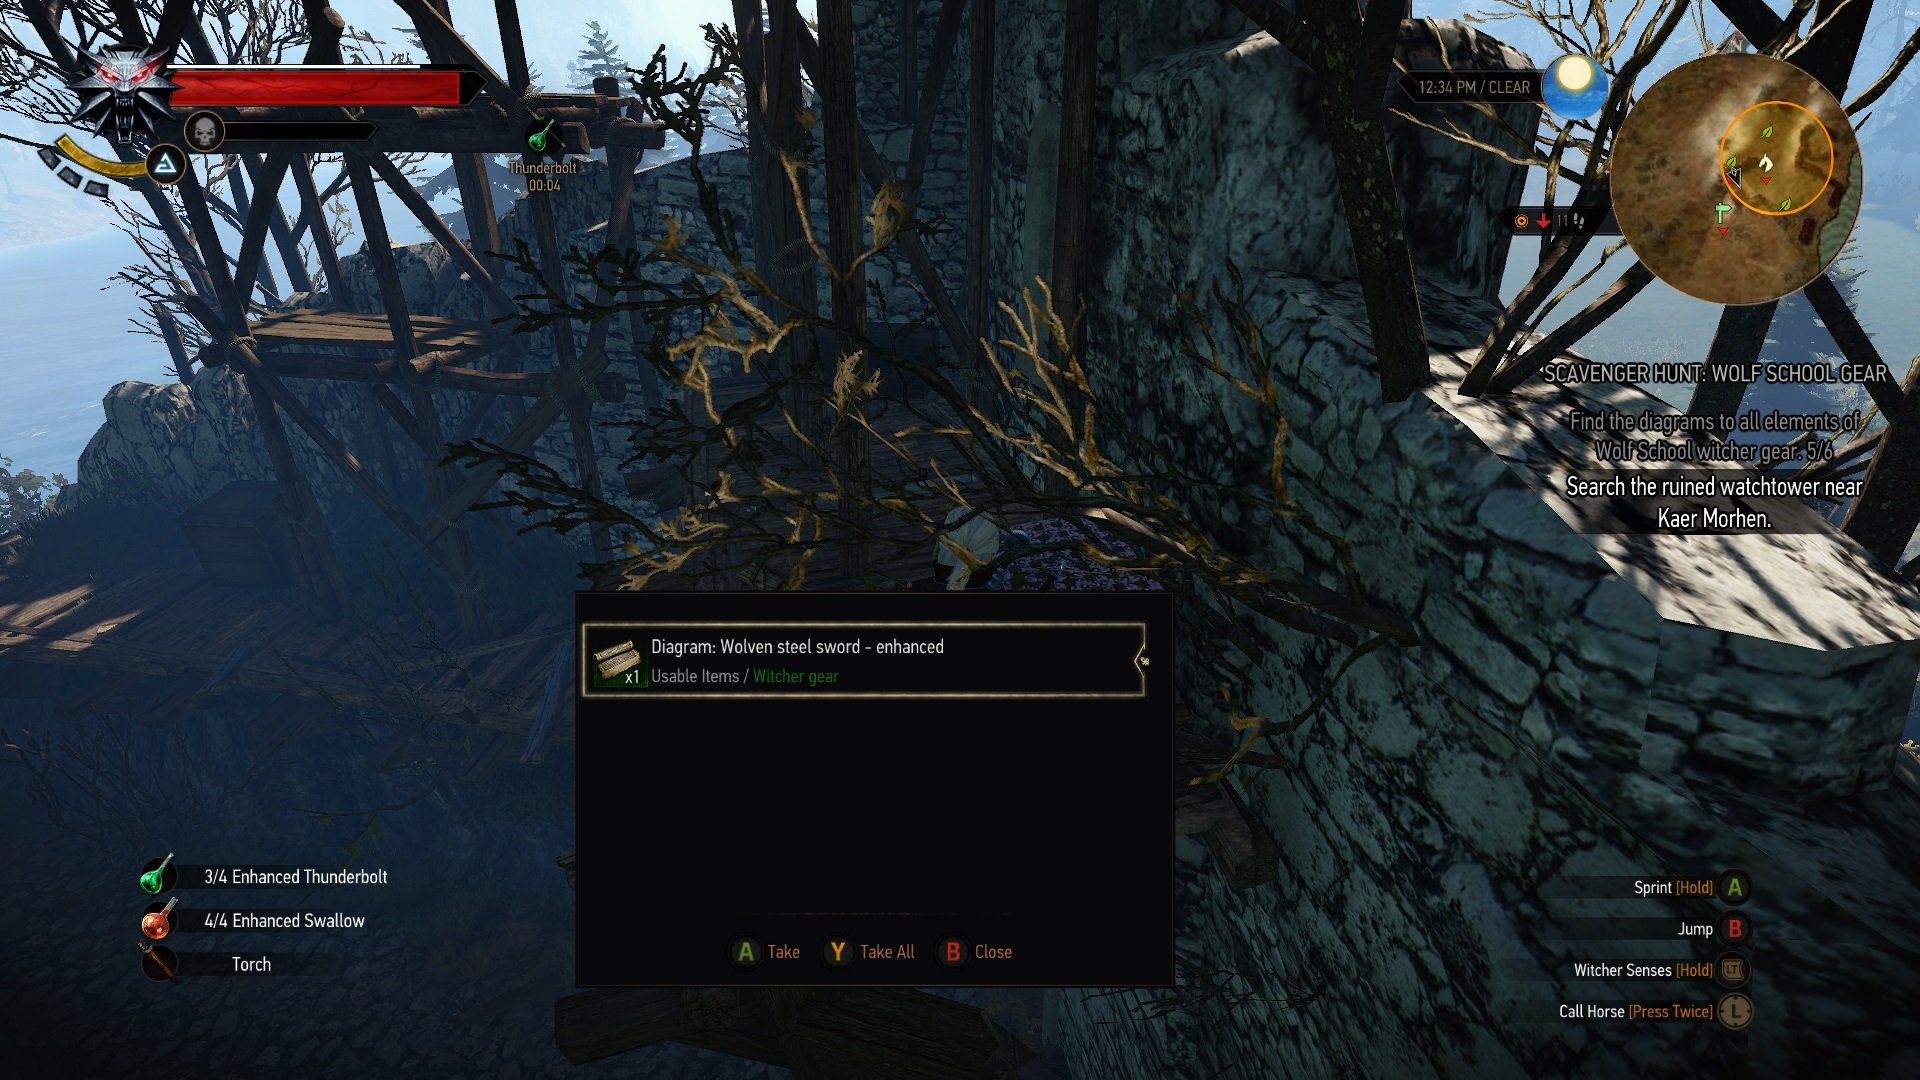 Thunderbolt
00:04
12:34 PM / CLEAR
N
11
SCAVENGER HUNT: WOLF SCHOOL GEAR
Find the diagrams to all elements of
Wolf School witcher gear. 5/6
Search the ruined watchtower near
Kaer Morhen.
Diagram: Wolven steel sword - enhanced
x1
Usable Items / Witcher gear
A Take
Y Take All
B Close
3/4 Enhanced Thunderbolt
4/4 Enhanced Swallow
Torch
Sprint [Hold] A
Jump B
Witcher Senses [Hold] LT
Call Horse [Press Twice] L